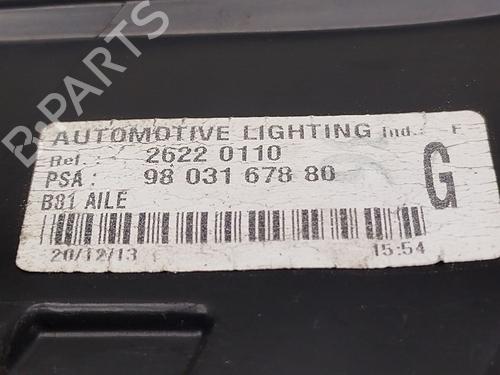 AUTOMOTIVE LIGHTING Ind.: F
Ref.: 2622 0110
PSA: 98 031 678 80
B81 AILE
G
20/12/13 15:54
B-PARTS